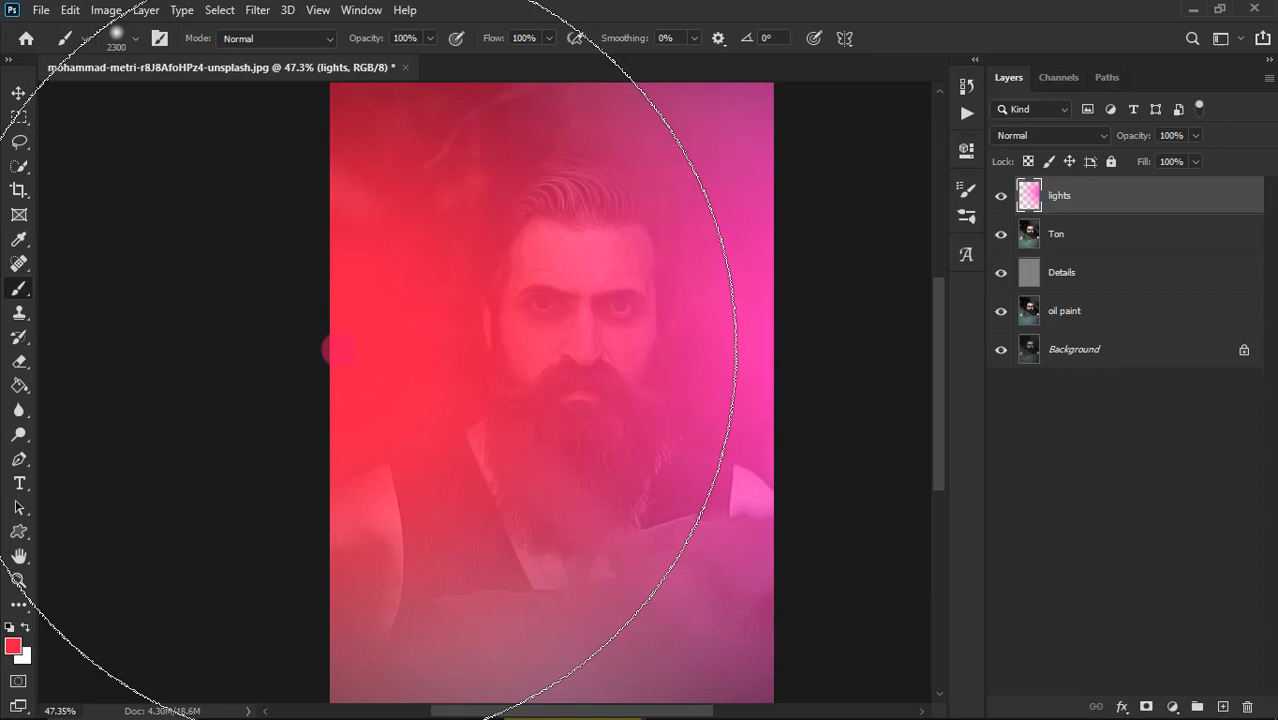 Ps File Edit Image Layer Type Select Filter 3D View Window Help
2300 Mode: Normal Opacity: 100% Flow: 100% Smoothing: 0% 0°
mohammad-metri-r8J8AfoHPz4-unsplash.jpg @ 47.3% (lights, RGB/8) * ×
Layers Channels Paths
Kind
Normal Opacity: 100%
Lock: Fill: 100%
lights
Ton
Details
oil paint
Background
47.35% Doc: 4.30M/18.6M